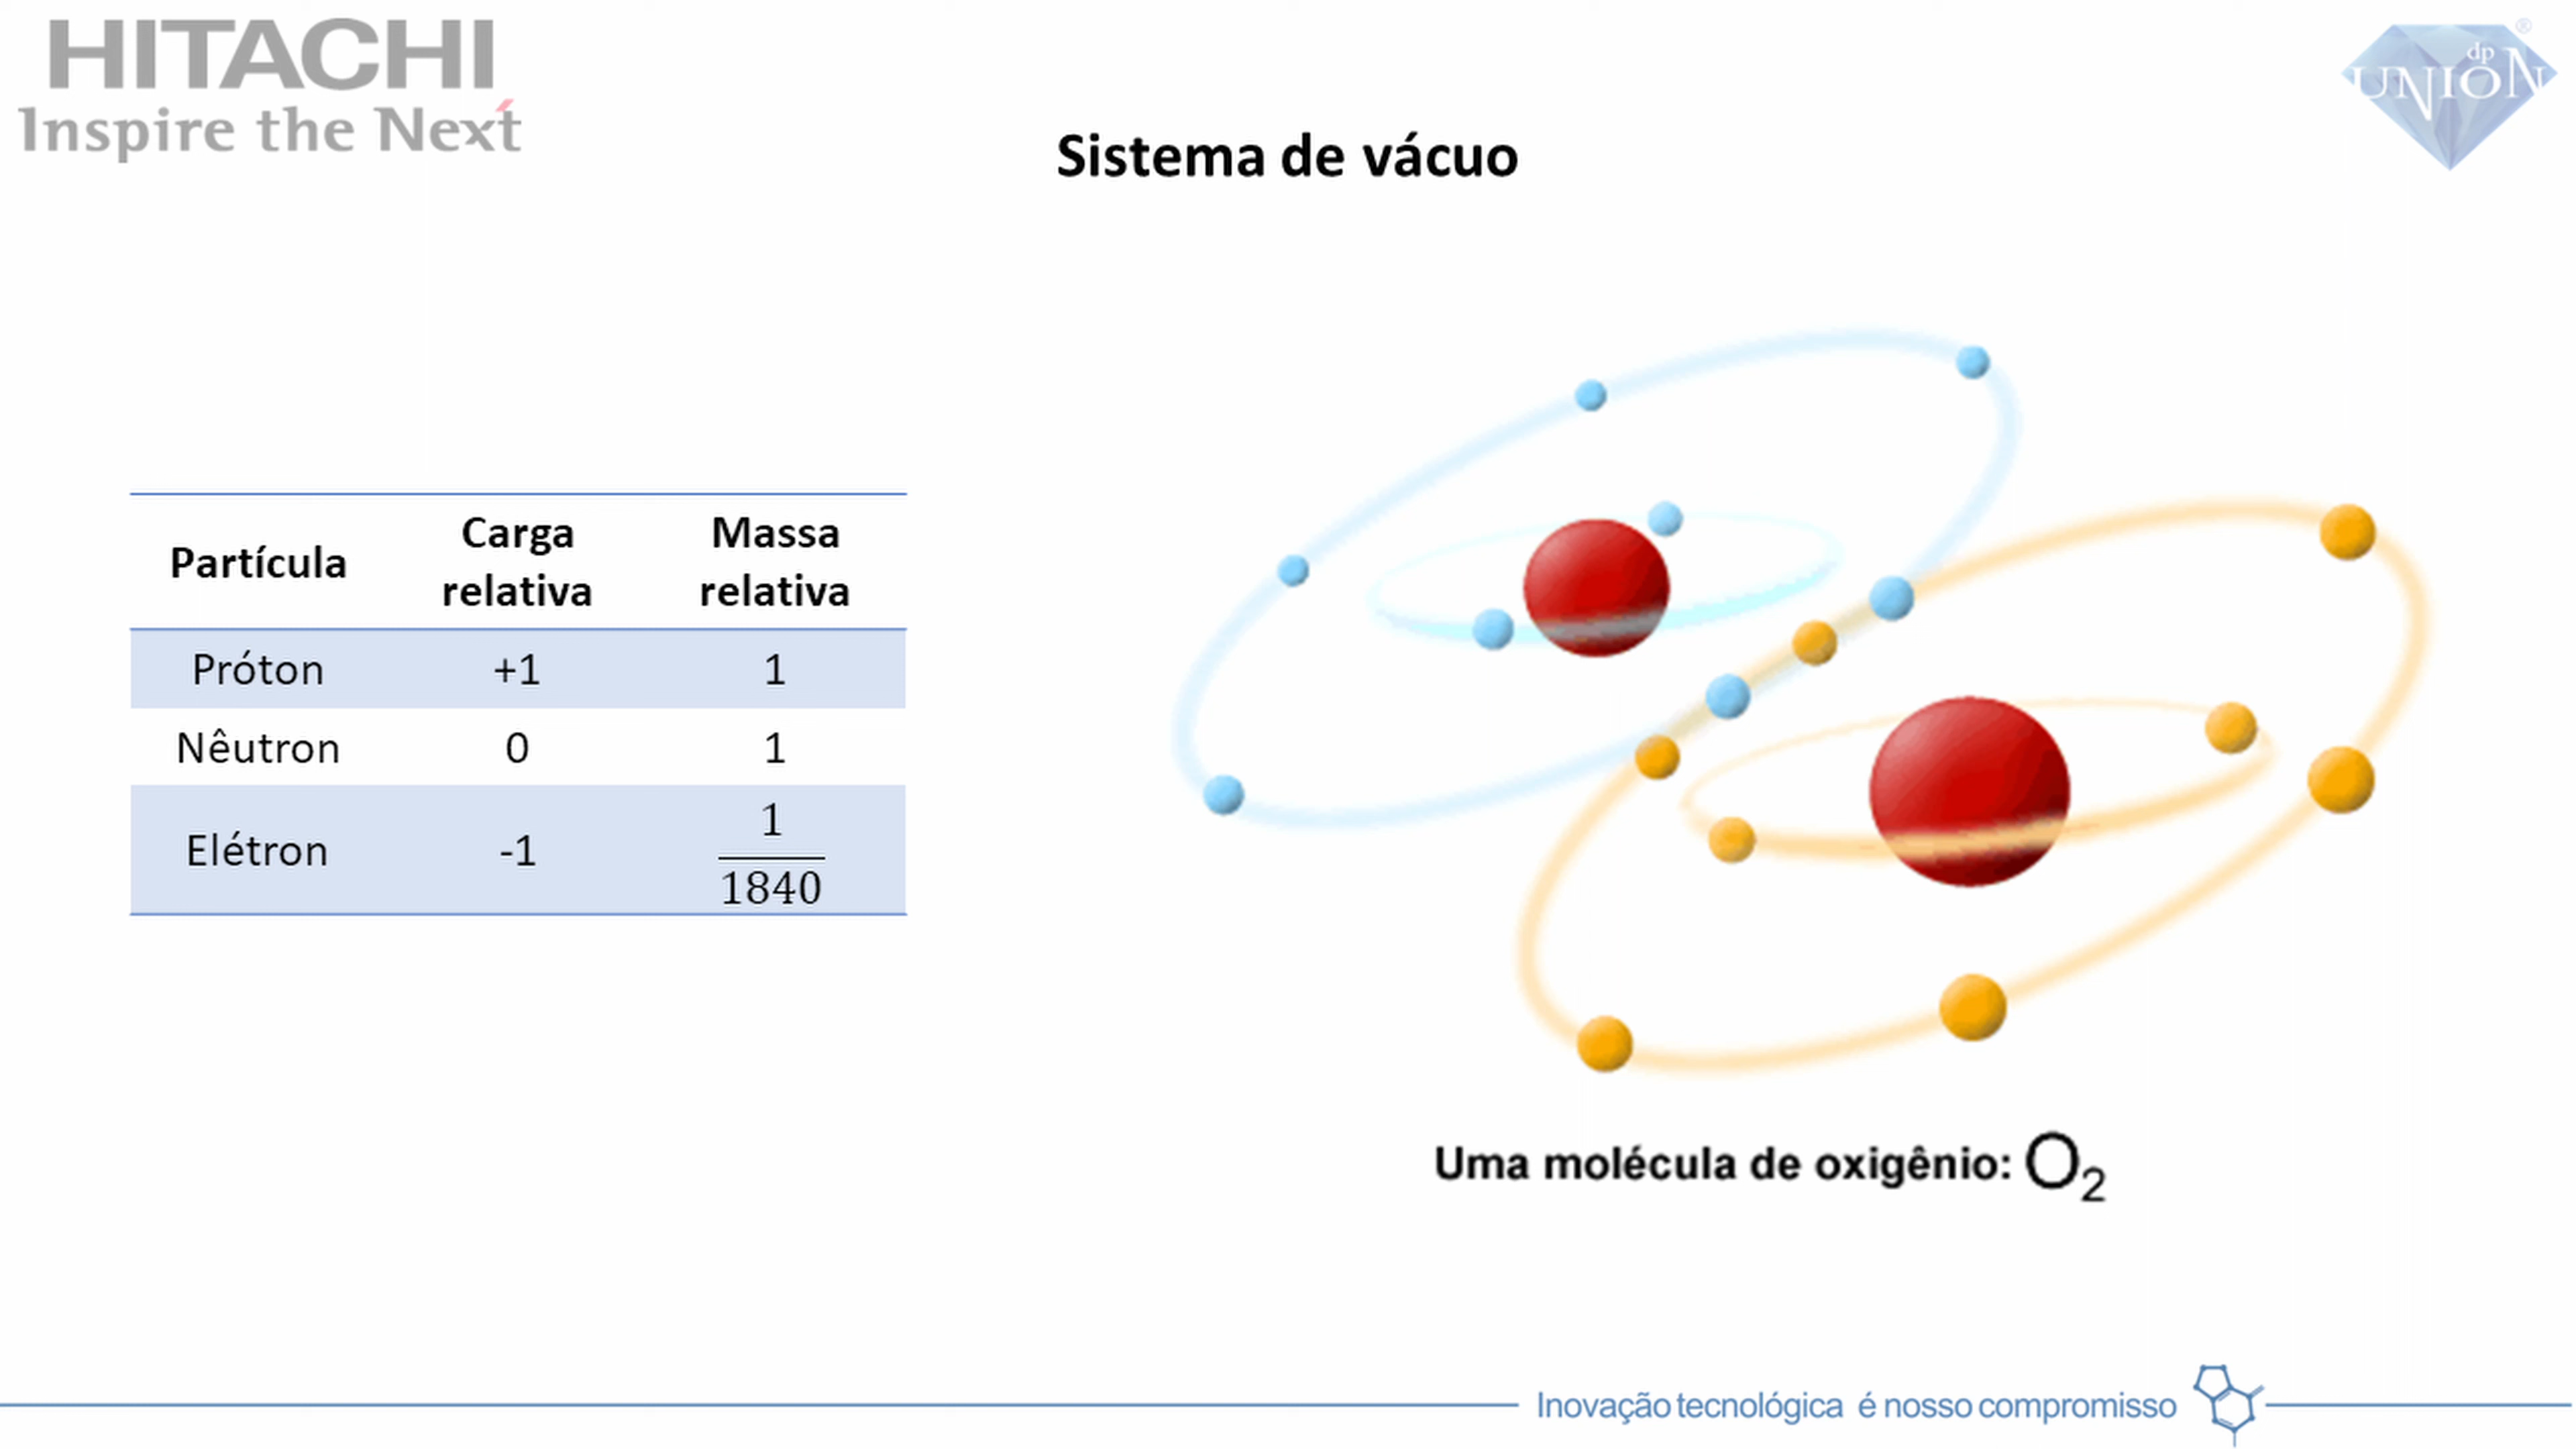 HITACHI
Inspire the Next
dp
UNION
®
Sistema de vácuo
Partícula
Carga
relativa
Massa
relativa
Próton +1 1
Nêutron 0 1
Elétron -1 1/1840
Uma molécula de oxigênio: O₂
Inovação tecnológica é nosso compromisso